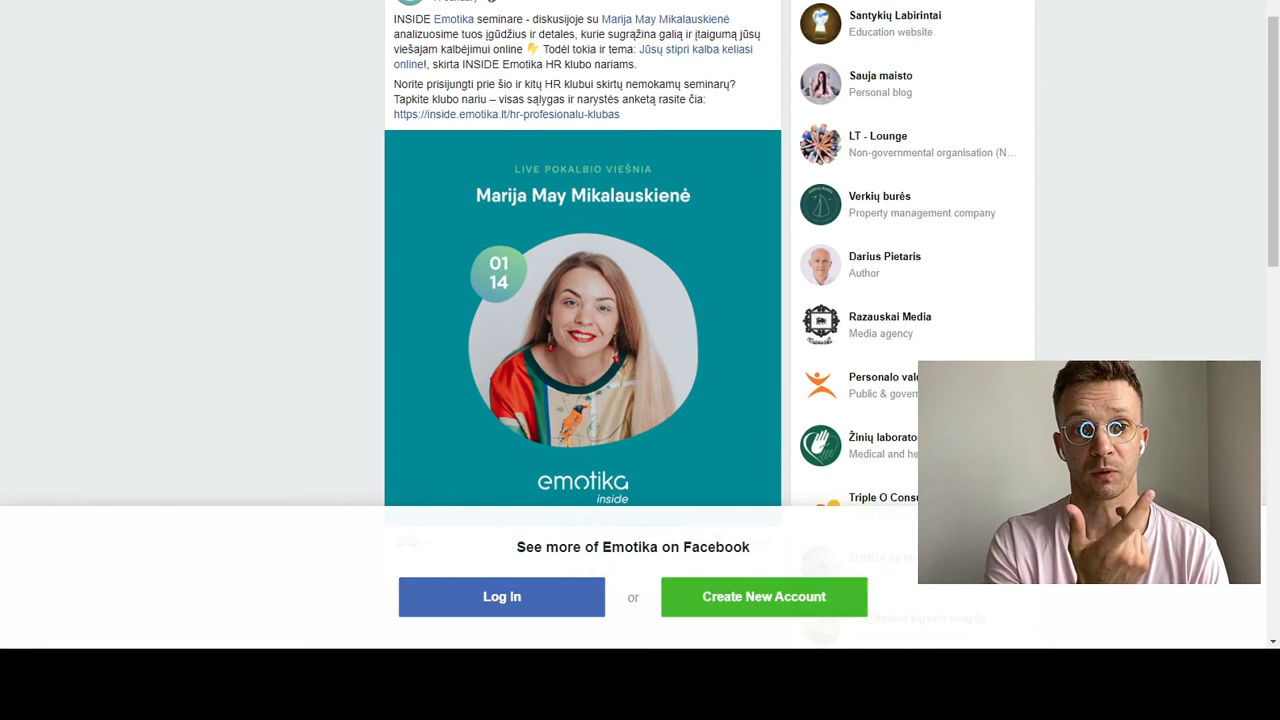 INSIDE Emotika seminare - diskusijoje su Marija May Mikalauskienė
analizuosime tuos įgūdžius ir detales, kurie sugrąžina galią ir įtaigumą jūsų
viešajam kalbėjimui online 👇 Todėl tokia ir tema: Jūsų stipri kalba keliasi
online!, skirta INSIDE Emotika HR klubo nariams.
Norite prisijungti prie šio ir kitų HR klubui skirtų nemokamų seminarų?
Tapkite klubo nariu – visas sąlygas ir narystės anketą rasite čia:
https://inside.emotika.lt/hr-profesionalu-klubas
LIVE POKALBIO VIEŠNIA
Marija May Mikalauskienė
01
14
emotika
inside
Santykių Labirintai
Education website
Sauja maisto
Personal blog
LT - Lounge
Non-governmental organisation (N...
Verkių burės
Property management company
Darius Pietaris
Author
Razauskai Media
Media agency
Personalo
Public & 
Žinių
Medical and
Triple O
ZUMBA su
See more of Emotika on Facebook
Log In
or
Create New Account